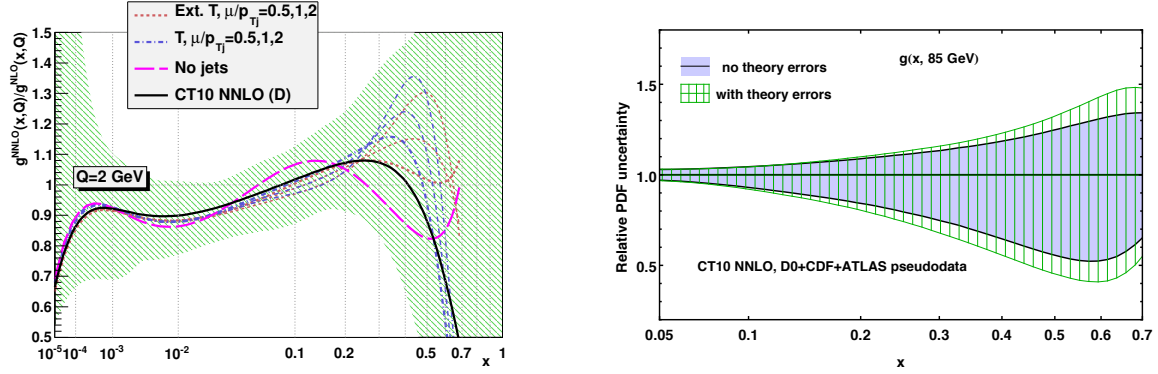 Ext. T, μ/p_Tj=0.5,1,2
T, μ/p_Tj=0.5,1,2
No jets
CT10 NNLO (D)
g^NNLO(x,Q)/g^NLO(x,Q)
1.5
1.4
1.3
1.2
1.1
1
0.9
0.8
0.7
0.6
0.5
Q=2 GeV
10^-5 10^-4 10^-3 10^-2 0.1 0.2 0.5 0.7 x 1
g(x, 85 GeV)
no theory errors
with theory errors
Relative PDF uncertainty
1.5
1.0
0.5
CT10 NNLO, D0+CDF+ATLAS pseudodata
0.05 0.1 0.2 0.3 0.4 0.5 0.6 0.7
x